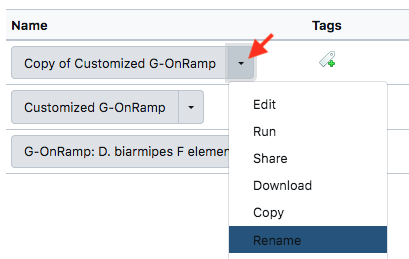 Name Tags
Copy of Customized G-OnRamp
Edit
Customized G-OnRamp
Run
G-OnRamp: D. biarmipes F elemen
Share
Download
Copy
Rename